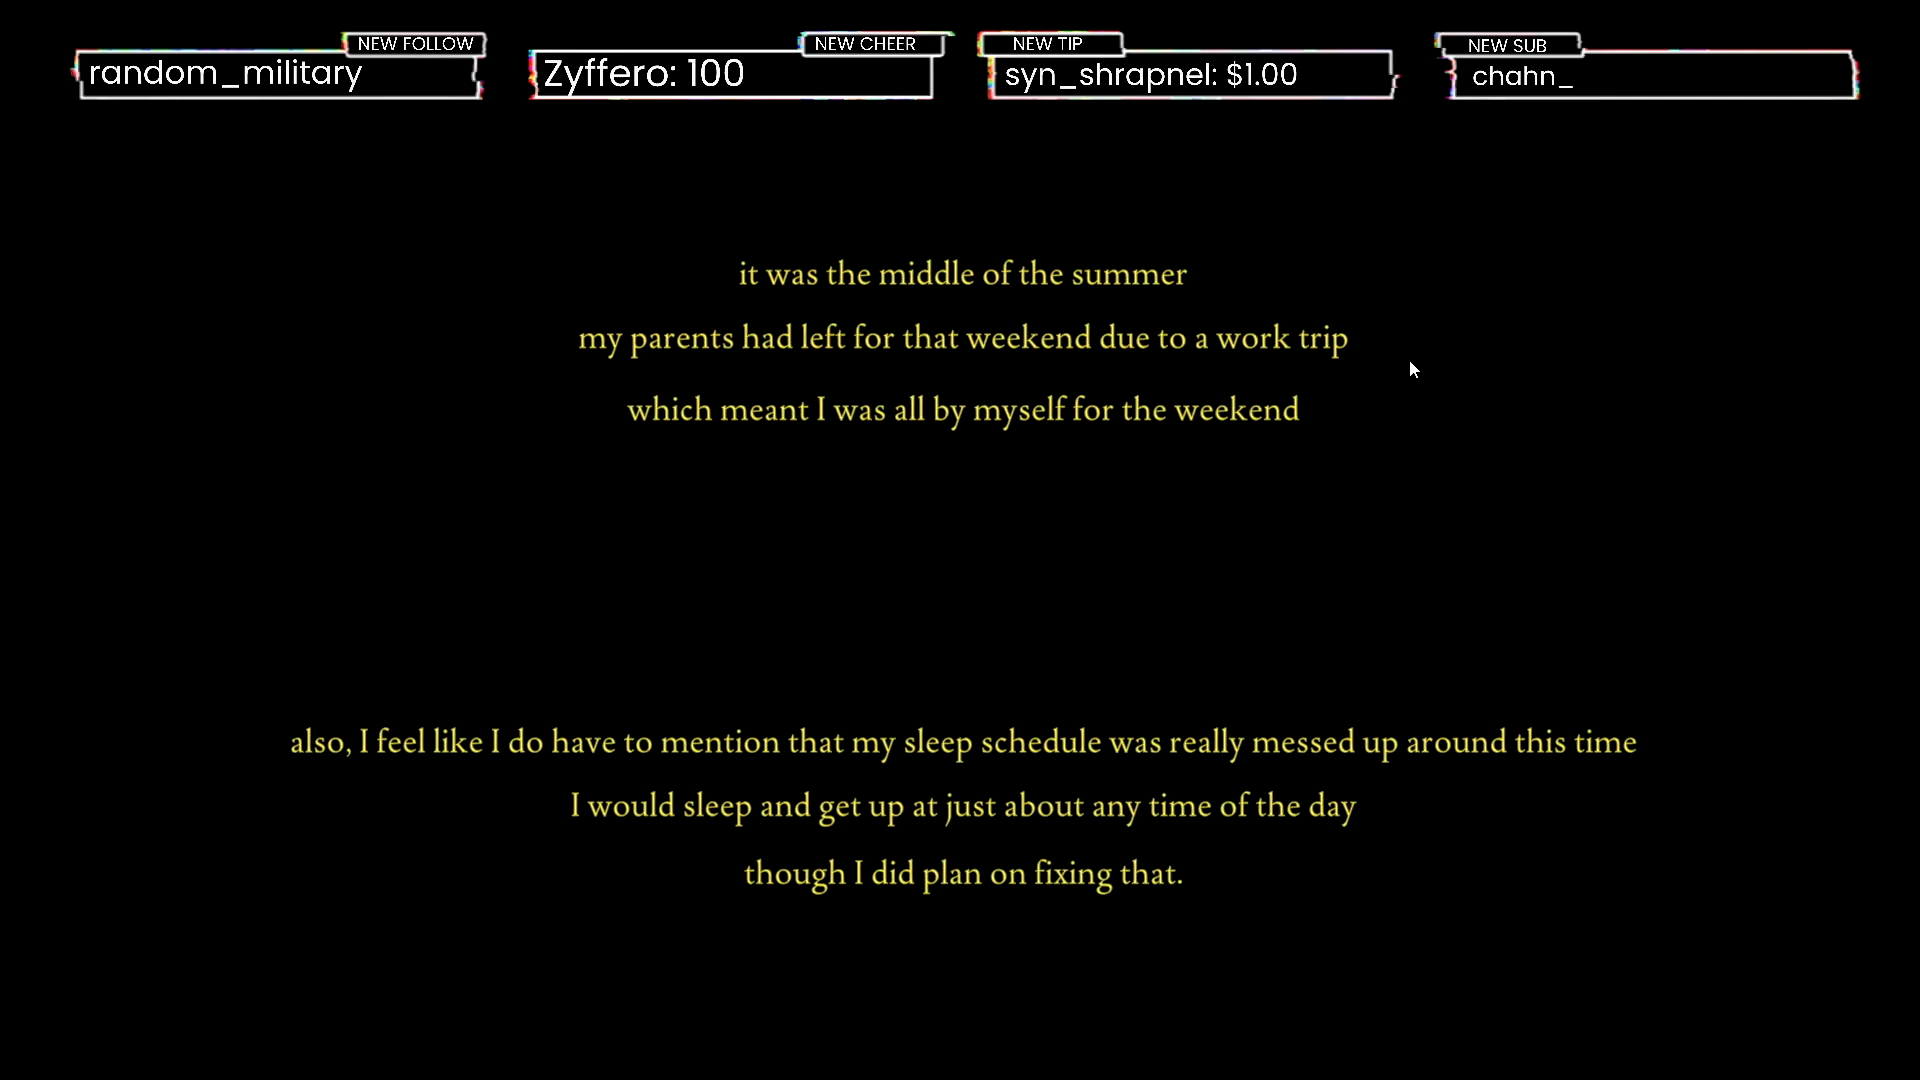 NEW FOLLOW
random_military
NEW CHEER
Zyffero: 100
NEW TIP
syn_shrapnel: $1.00
NEW SUB
chahn_
it was the middle of the summer
my parents had left for that weekend due to a work trip
which meant I was all by myself for the weekend
also, I feel like I do have to mention that my sleep schedule was really messed up around this time
I would sleep and get up at just about any time of the day
though I did plan on fixing that.